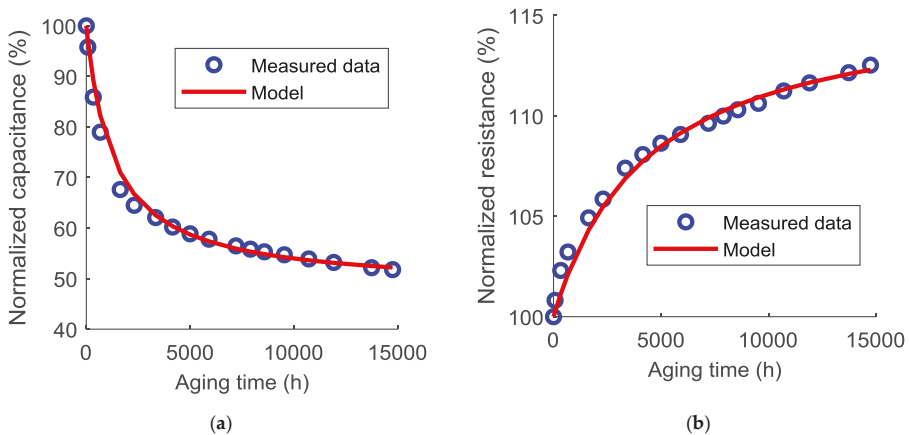 Normalized capacitance (%)
100
90
80
70
60
50
40
Measured data
Model
0
5000
10000
15000
Aging time (h)
(a)
Normalized resistance (%)
115
110
105
100
Measured data
Model
0
5000
10000
15000
Aging time (h)
(b)